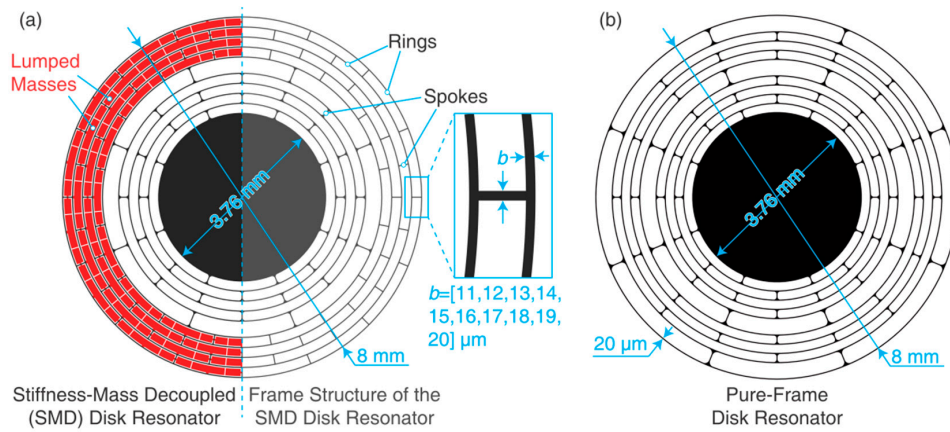 (a)
Lumped
Masses
Rings
Spokes
3.76 mm
b
b=[11,12,13,14,
15,16,17,18,19,
20] μm
8 mm
Stiffness-Mass Decoupled
(SMD) Disk Resonator
Frame Structure of the
SMD Disk Resonator
(b)
3.76 mm
20 μm
8 mm
Pure-Frame
Disk Resonator